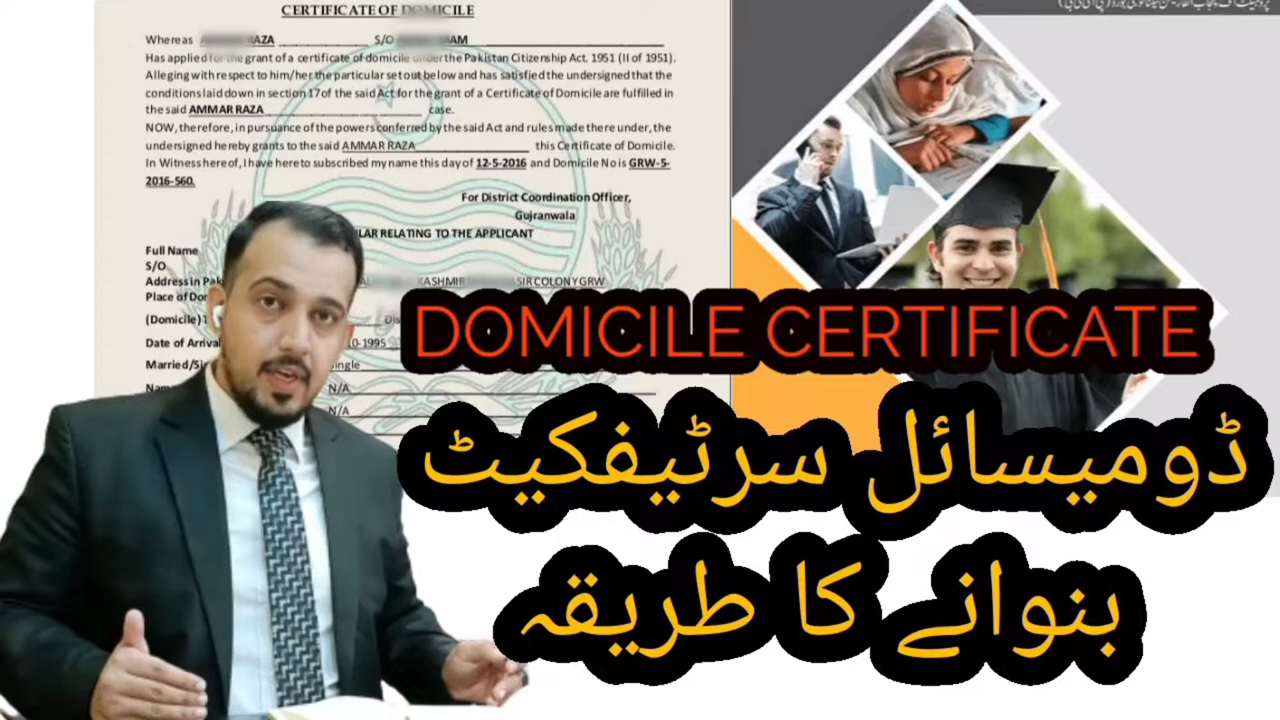 CERTIFICATE OF DOMICILE
Whereas RAZA S/O
Has applied for the grant of a certificate of domicile under the Pakistan Citizenship Act. 1951 (II of 1951).
Alleging with respect to him/her the particular set out below and has satisfied the undersigned that the
conditions laid down in section 17 of the said Act for the grant of a Certificate of Domicile are fulfilled in
the said AMMAR RAZA case.
NOW, therefore, in pursuance of the powers conferred by the said Act and rules made there under, the
undersigned hereby grants to the said AMMAR RAZA this Certificate of Domicile.
In Witness here of, I have here to subscribed my name this day of 12-5-2016 and Domicile No is GRW-5-
2016-560.
For District Coordination Officer,
Gujranwala
LAR RELATING TO THE APPLICANT
Full Name
S/O
Address in Pak KASHMIR SIR COLONY GRW
Place of Dom
(Domicile) T Dis
Date of Arrival 0-1995
Married/Sin ingle
Name N/A
N/A
DOMICILE CERTIFICATE
ڈومیسائل سرٹیفکیٹ
بنوانے کا طریقہ